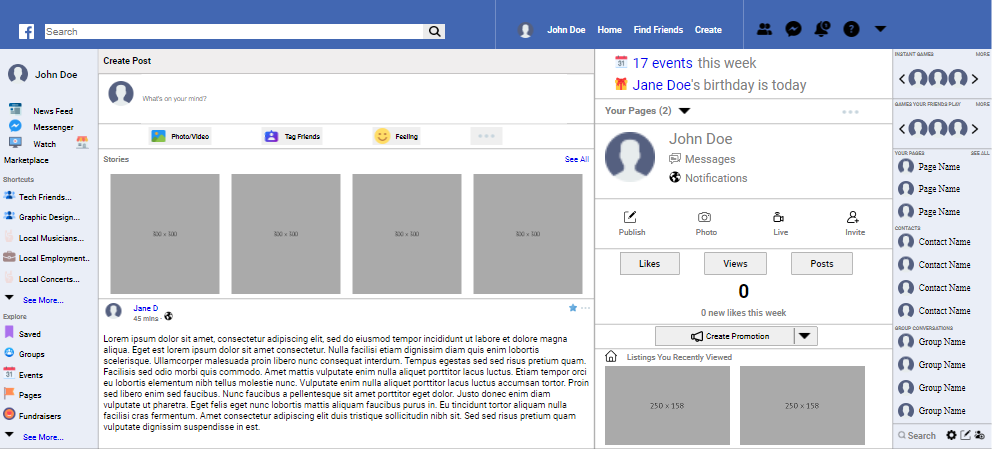 Search
John Doe
Home
Find Friends
Create
John Doe
News Feed
Messenger
Watch
Marketplace
Shortcuts
Tech Friends...
Graphic Design...
Local Musicians...
Local Employment..
Local Concerts...
See More...
Explore
Saved
Groups
Events
Pages
Fundraisers
See More...
Create Post
What's on your mind?
Photo/Video
Tag Friends
Feeling
Stories
See All
300 x 500
300 x 500
300 x 500
300 x 500
Jane D
45 mins ·
Lorem ipsum dolor sit amet, consectetur adipiscing elit, sed do eiusmod tempor incididunt ut labore et dolore magna
aliqua. Eget est lorem ipsum dolor sit amet consectetur. Nulla facilisi etiam dignissim diam quis enim lobortis
scelerisque. Ullamcorper malesuada proin libero nunc consequat interdum. Tempus egestas sed sed risus pretium quam.
Facilisis sed odio morbi quis commodo. Amet mattis vulputate enim nulla aliquet porttitor lacus luctus. Etiam tempor orci
eu lobortis elementum nibh tellus molestie nunc. Vulputate enim nulla aliquet porttitor lacus luctus accumsan tortor. Proin
sed libero enim sed faucibus. Nunc faucibus a pellentesque sit amet porttitor eget dolor. Justo donec enim diam
vulputate ut pharetra. Eget felis eget nunc lobortis mattis aliquam faucibus purus in. Eu tincidunt tortor aliquam nulla
facilisi cras fermentum. Amet consectetur adipiscing elit duis tristique sollicitudin nibh sit. Sed sed risus pretium quam
vulputate dignissim suspendisse in est.
17 events this week
Jane Doe's birthday is today
Your Pages (2)
John Doe
Messages
Notifications
Publish
Photo
Live
Invite
Likes
Views
Posts
0
0 new likes this week
Create Promotion
Listings You Recently Viewed
250 x 158
250 x 158
INSTANT GAMES
MORE
GAMES YOUR FRIENDS PLAY
MORE
YOUR PAGES
SEE ALL
Page Name
Page Name
Page Name
CONTACTS
Contact Name
Contact Name
Contact Name
Contact Name
GROUP CONVERSATIONS
Group Name
Group Name
Group Name
Group Name
Search